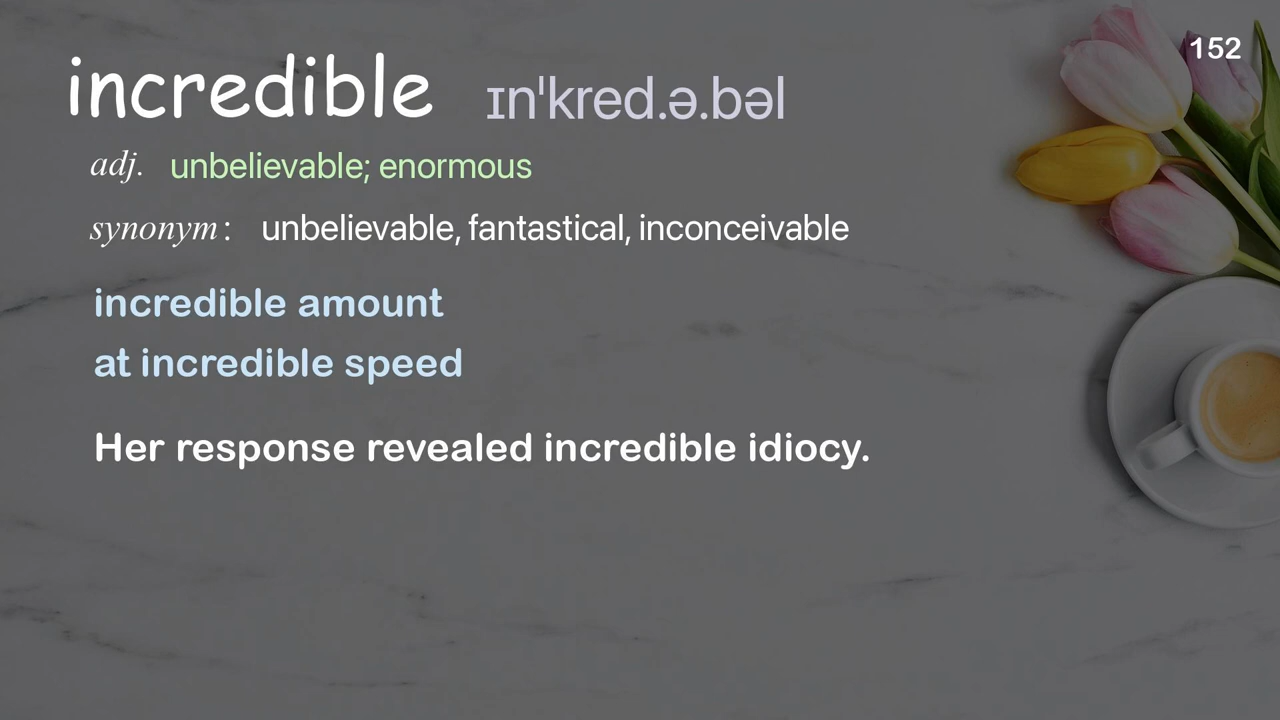 152
incredible ɪnˈkred.ə.bəl
adj. unbelievable; enormous
synonym: unbelievable, fantastical, inconceivable
incredible amount
at incredible speed
Her response revealed incredible idiocy.